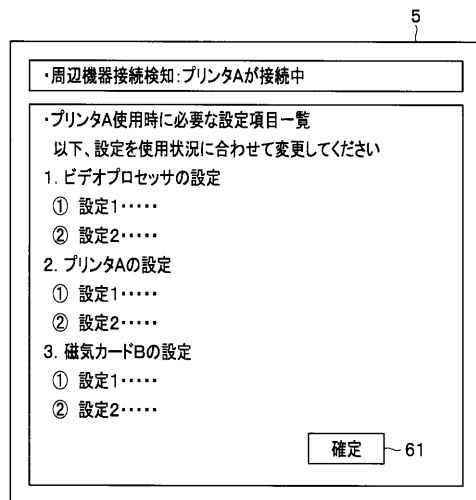 5
・周辺機器接続検知:プリンタAが接続中
・プリンタA使用時に必要な設定項目一覧
以下、設定を使用状況に合わせて変更してください
1. ビデオプロセッサの設定
① 設定1・・・・・
② 設定2・・・・・
2. プリンタAの設定
① 設定1・・・・・
② 設定2・・・・・
3. 磁気カードBの設定
① 設定1・・・・・
② 設定2・・・・・
確定 61